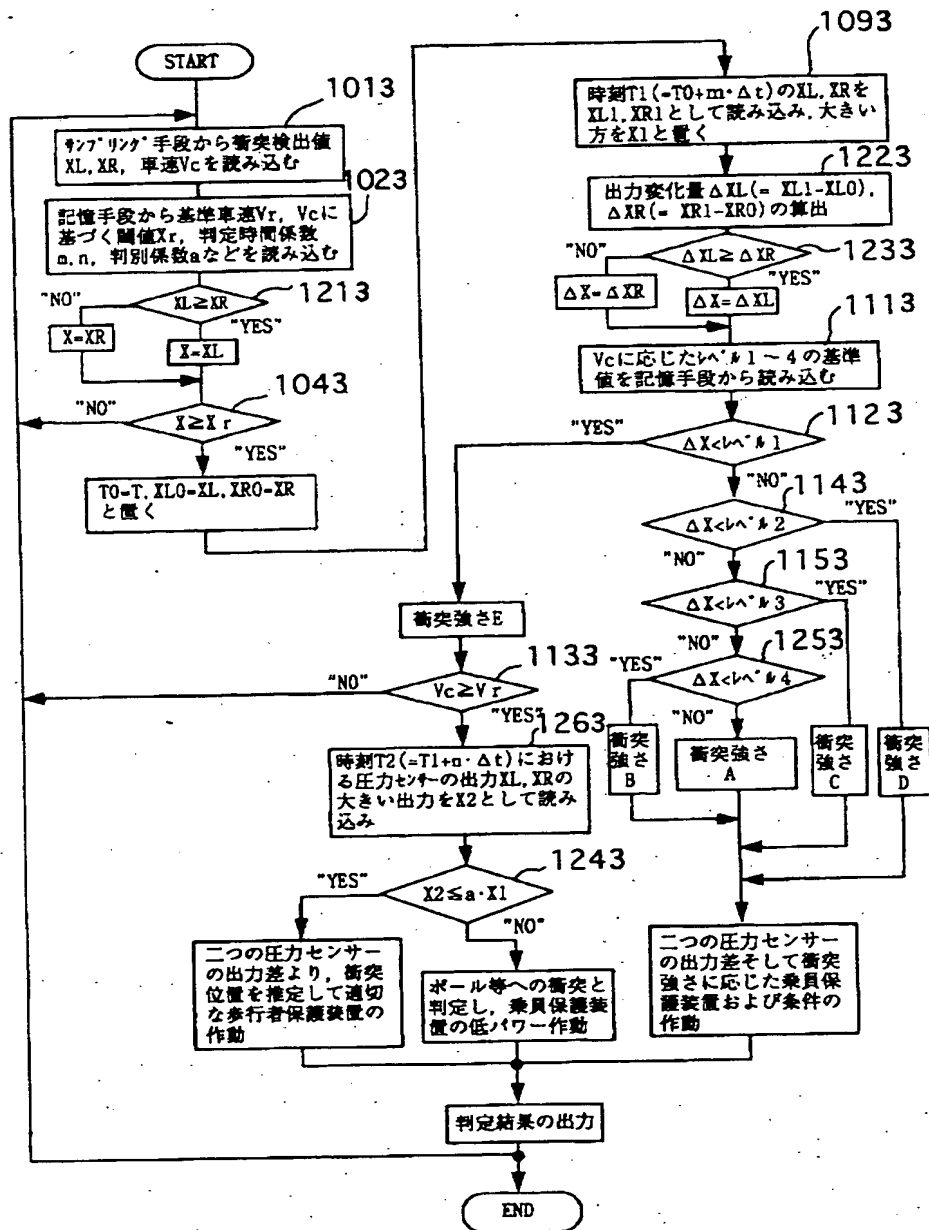 START
1013
サンプリング手段から衝突検出値
XL, XR, 車速Vcを読み込む
1023
記憶手段から基準車速Vr, Vcに
基づく閾値Xr, 判定時間係数
m,n, 判別係数aなどを読み込む
1213
XL≧XR
"NO"
"YES"
X=XR
X=XL
1043
X≧Xr
"NO"
"YES"
T0=T, XL0=XL, XR0=XR
と置く
1093
時刻T1(=T0+m·Δt)のXL, XRを
XL1, XR1として読み込み, 大きい
方をX1と置く
1223
出力変化量ΔXL(= XL1-XL0),
ΔXR(= XR1-XR0)の算出
1233
ΔXL≧ΔXR
"NO"
"YES"
ΔX=ΔXR
ΔX=ΔXL
1113
Vcに応じたレベル1～4の基準
値を記憶手段から読み込む
1123
ΔX<レベル1
"YES"
"NO"
1143
ΔX<レベル2
"YES"
"NO"
1153
ΔX<レベル3
"YES"
"NO"
1253
ΔX<レベル4
"YES"
"NO"
衝突
強さ
B
衝突強さ
A
衝突
強さ
C
衝突
強さ
D
衝突強さE
1133
Vc≧Vr
"NO"
"YES"
1263
時刻T2(=T1+n·Δt)にお
ける圧力センサーの出力XL, XRの
大きい出力をX2として読み
込み
1243
X2≦a·X1
"YES"
"NO"
二つの圧力センサー
の出力差より, 衝突
位置を推定して適切
な歩行者保護装置の
作動
ポール等への衝突と
判定し, 乗員保護装
置の低パワー作動
二つの圧力センサー
の出力差そして衝突
強さに応じた乗員保
護装置および条件の
作動
判定結果の出力
END